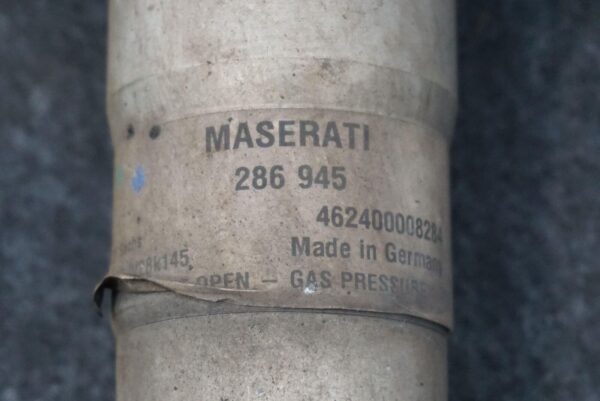 MASERATI
286 945
462400008284
Made in Germany
OPEN – GAS PRESSURE